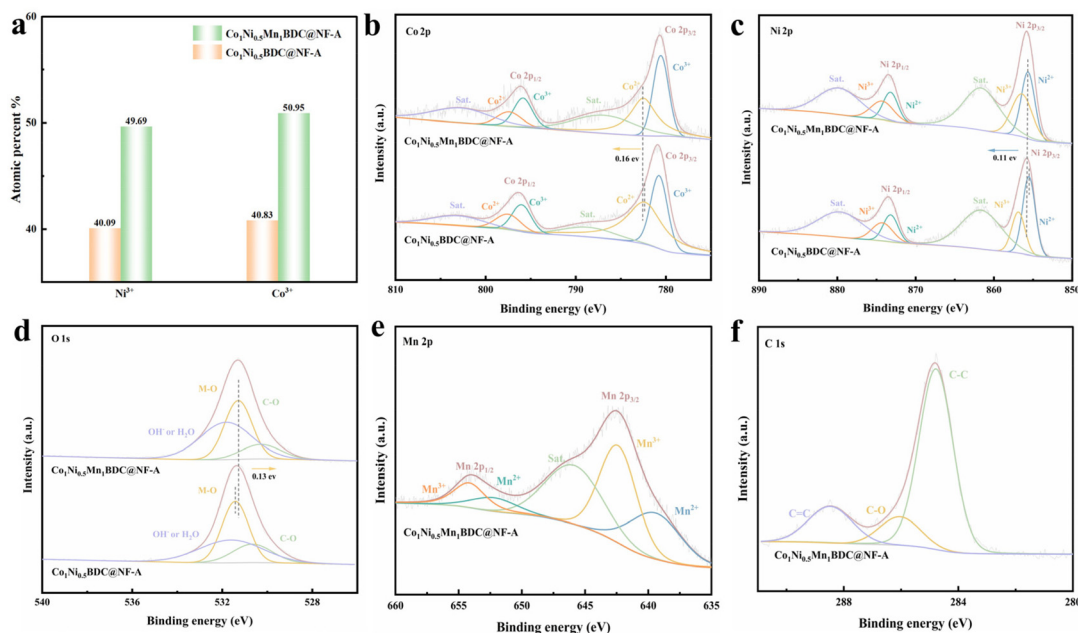 a
Co₁Ni₀.₅Mn₁BDC@NF-A
Co₁Ni₀.₅BDC@NF-A
Atomic percent %
60
50
40
40.09
49.69
40.83
50.95
Ni³⁺
Co³⁺
b
Co 2p
Co 2p₃/₂
Co³⁺
Co²⁺
Co 2p₁/₂
Sat.
Co²⁺
Co³⁺
Sat.
Co₁Ni₀.₅Mn₁BDC@NF-A
0.16 ev
Co 2p₃/₂
Co 2p₁/₂
Co²⁺
Co³⁺
Co²⁺
Co³⁺
Sat.
Sat.
Co₁Ni₀.₅BDC@NF-A
Intensity (a.u.)
810 800 790 780
Binding energy (eV)
c
Ni 2p
Ni 2p₃/₂
Ni 2p₁/₂
Sat.
Ni³⁺
Ni²⁺
Sat.
Ni³⁺
Ni²⁺
Co₁Ni₀.₅Mn₁BDC@NF-A
0.11 ev
Ni 2p₃/₂
Ni 2p₁/₂
Sat.
Ni³⁺
Ni²⁺
Sat.
Ni³⁺
Ni²⁺
Co₁Ni₀.₅BDC@NF-A
Intensity (a.u.)
890 880 870 860 850
Binding energy (eV)
d
O 1s
M-O
C-O
OH⁻ or H₂O
Co₁Ni₀.₅Mn₁BDC@NF-A
0.13 ev
M-O
OH⁻ or H₂O
C-O
Co₁Ni₀.₅BDC@NF-A
Intensity (a.u.)
540 536 532 528
Binding energy (eV)
e
Mn 2p
Mn 2p₃/₂
Mn³⁺
Sat.
Mn 2p₁/₂
Mn³⁺
Mn²⁺
Mn²⁺
Co₁Ni₀.₅Mn₁BDC@NF-A
Intensity (a.u.)
660 655 650 645 640 635
Binding energy (eV)
f
C 1s
C-C
C=C
C-O
Co₁Ni₀.₅Mn₁BDC@NF-A
Intensity (a.u.)
288 284 280
Binding energy (eV)